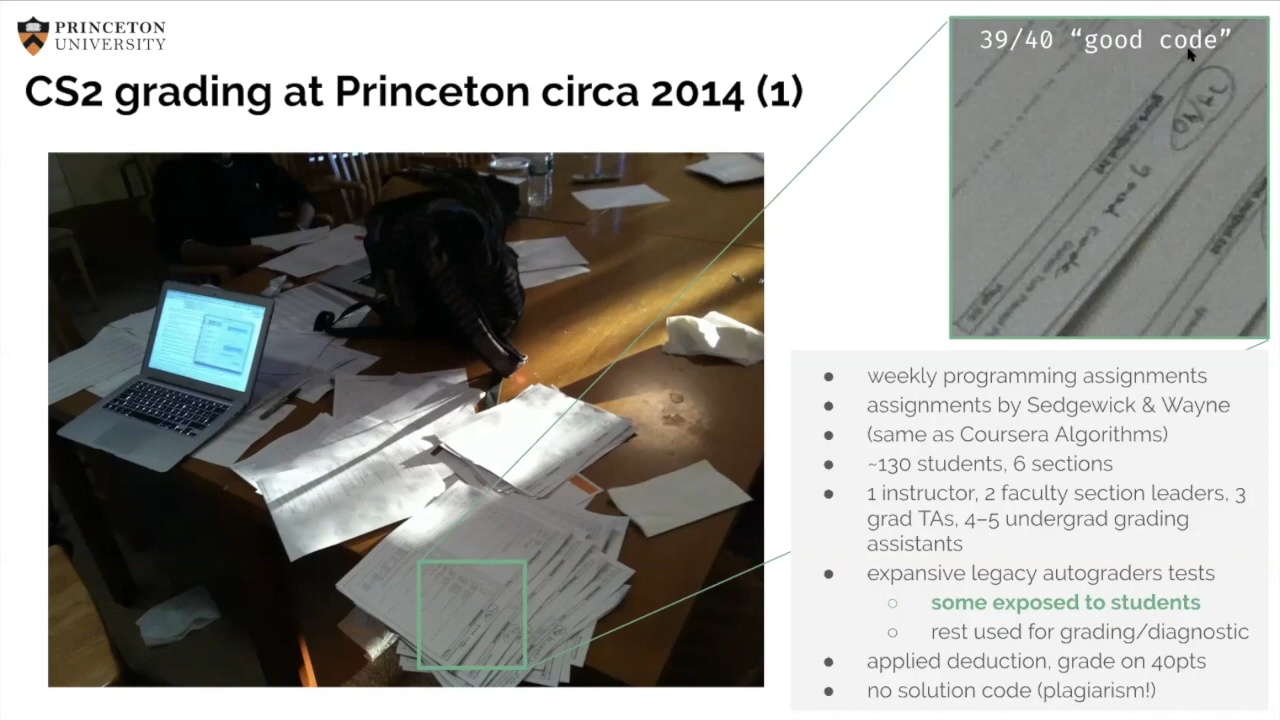 PRINCETON
UNIVERSITY
CS2 grading at Princeton circa 2014 (1)
39/40 “good code”
● weekly programming assignments
● assignments by Sedgewick & Wayne
● (same as Coursera Algorithms)
● ~130 students, 6 sections
● 1 instructor, 2 faculty section leaders, 3
grad TAs, 4–5 undergrad grading
assistants
● expansive legacy autograders tests
○ some exposed to students
○ rest used for grading/diagnostic
● applied deduction, grade on 40pts
● no solution code (plagiarism!)
39/40
good
code